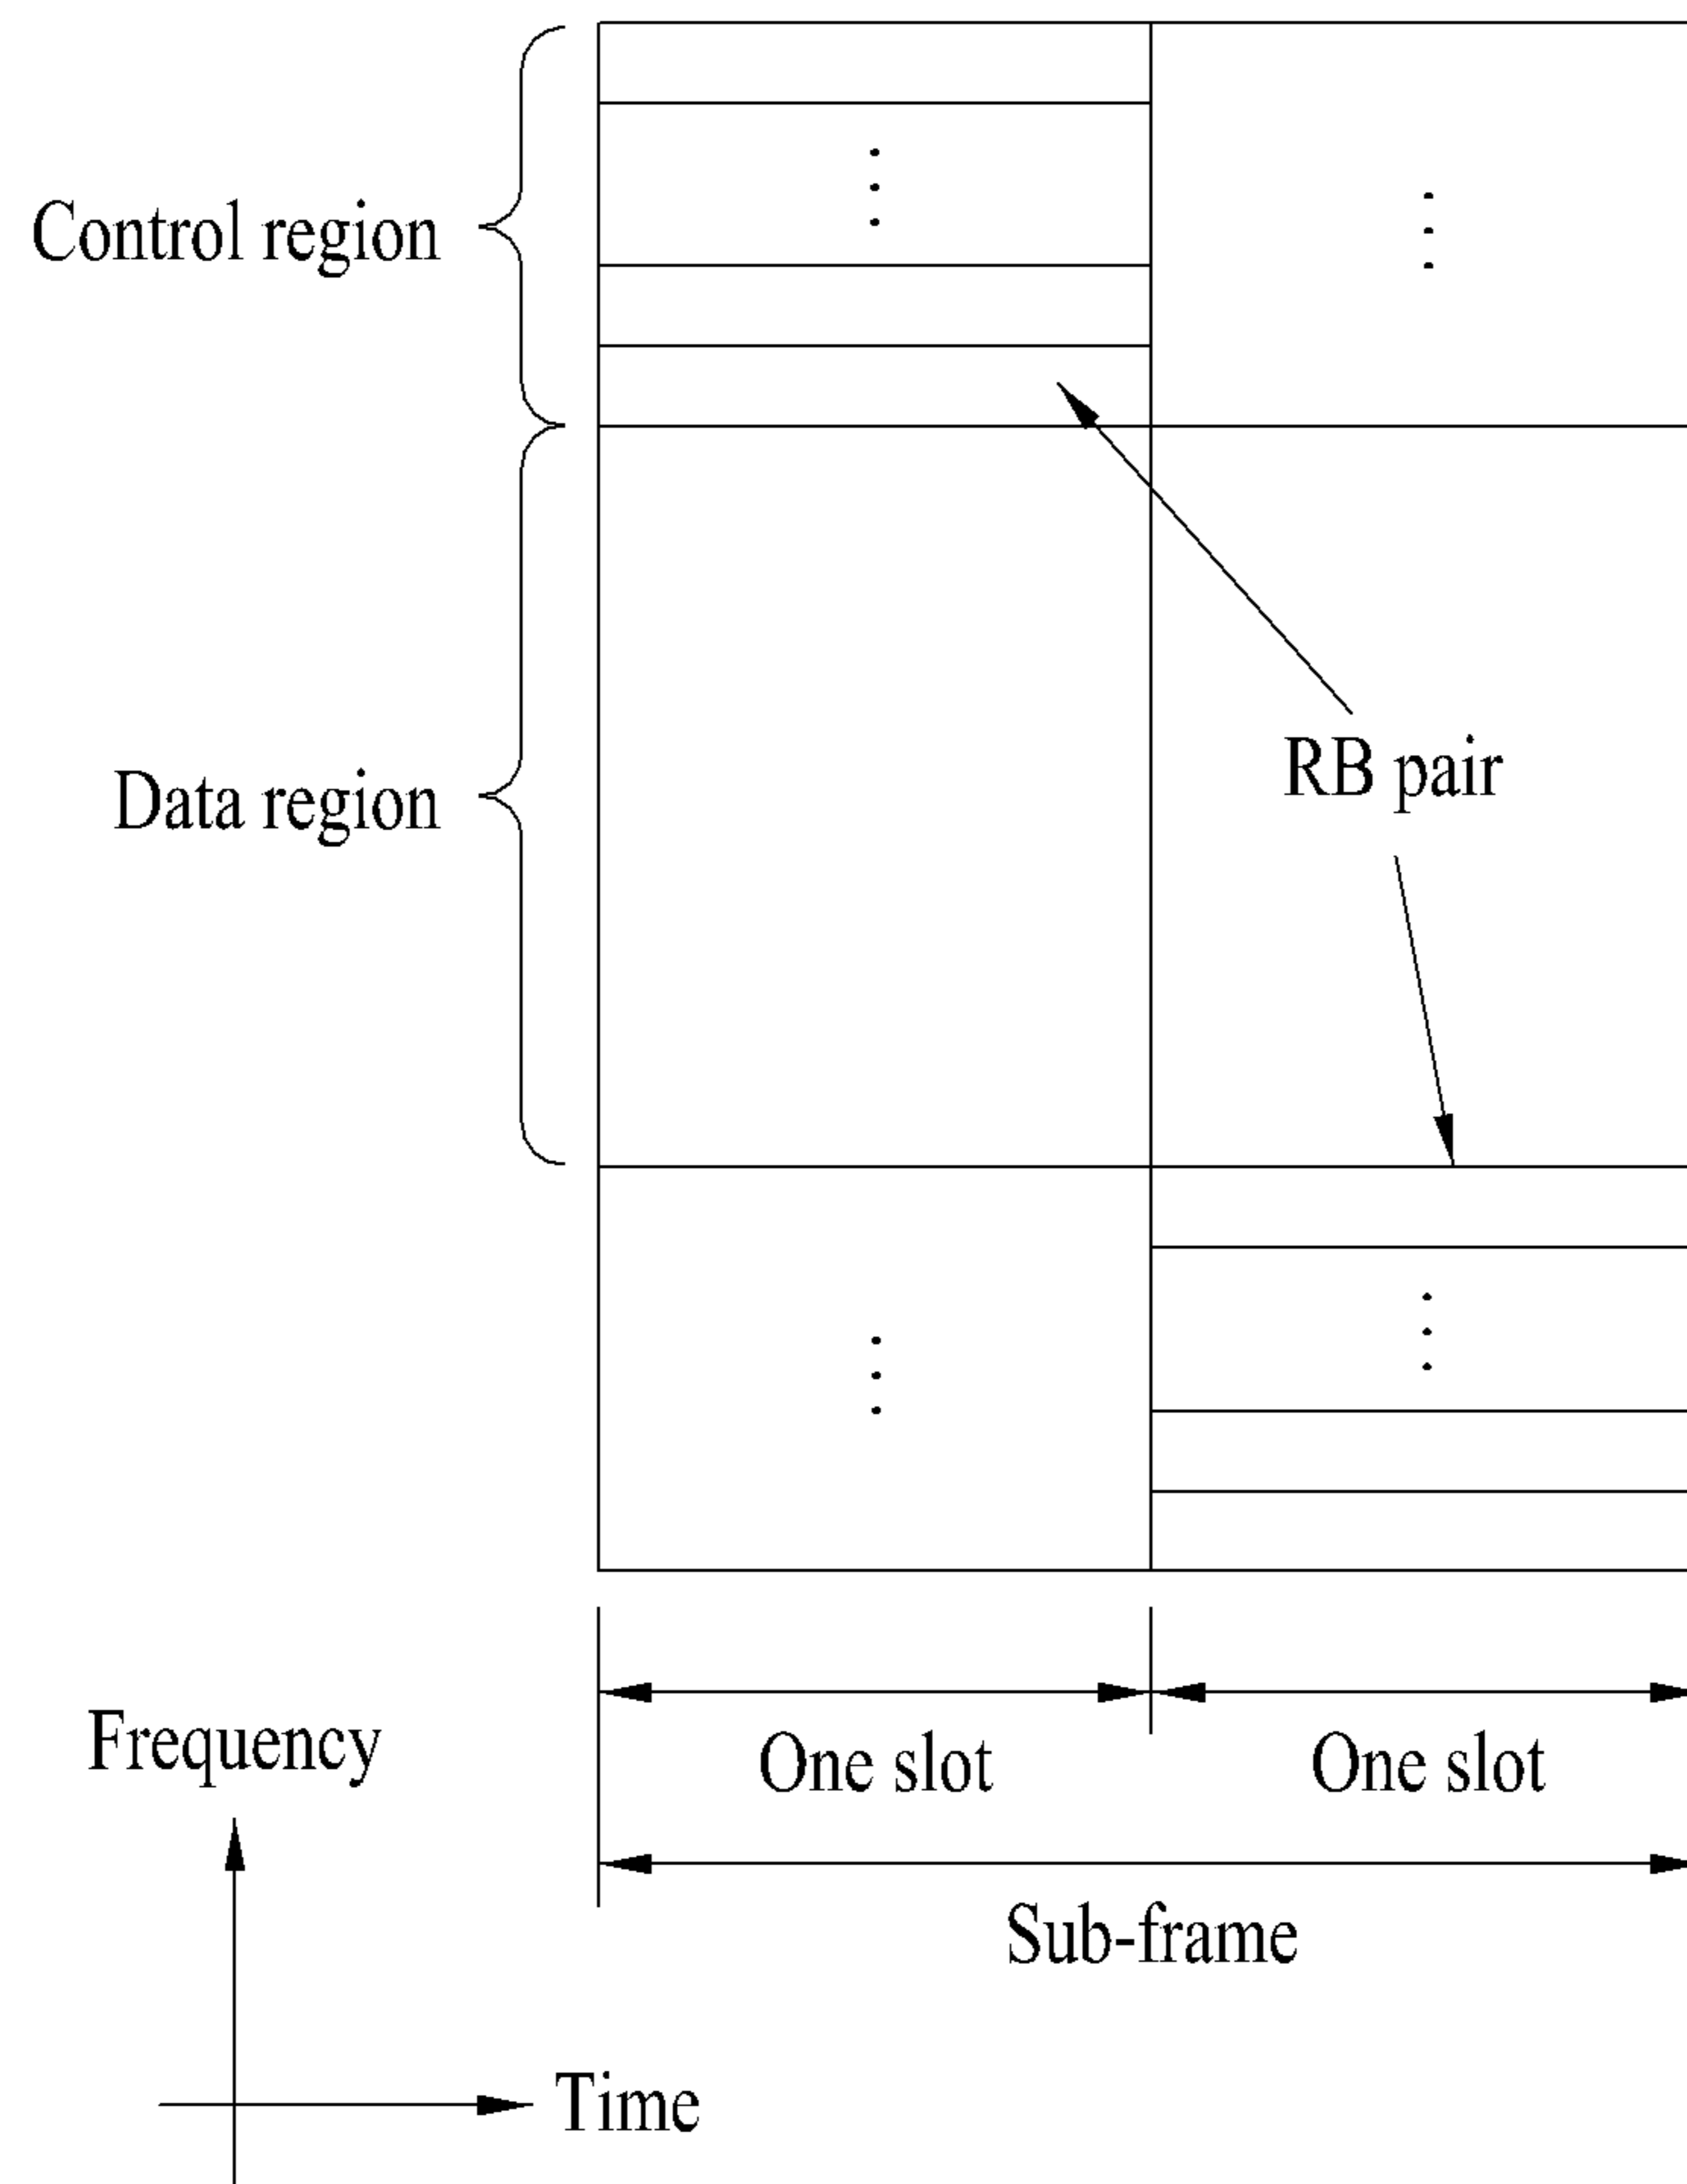 Control region
Data region
RB pair
One slot
One slot
Frequency
Sub-frame
Time